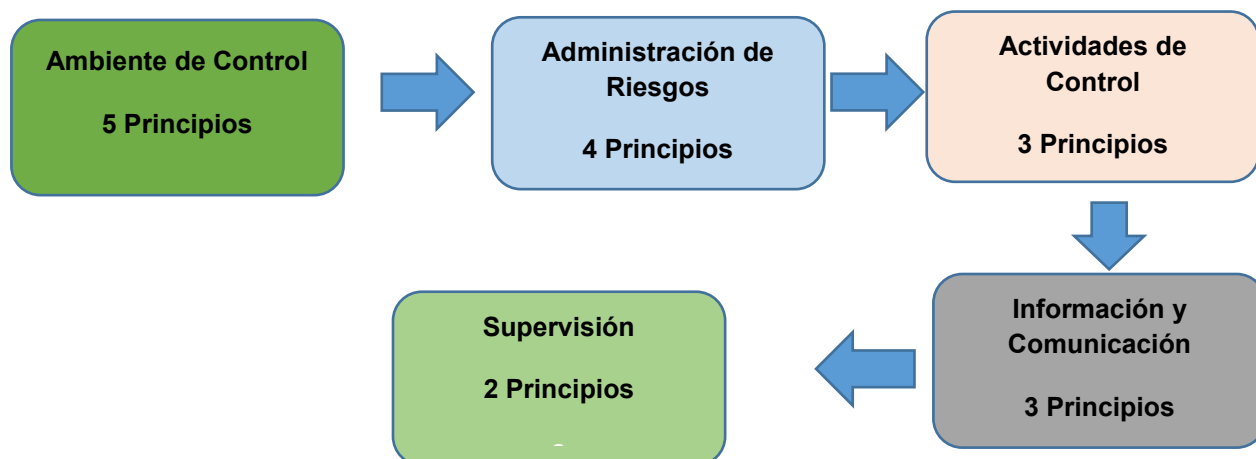 Ambiente de Control
5 Principios
Administración de
Riesgos
4 Principios
Actividades de
Control
3 Principios
Información y
Comunicación
3 Principios
Supervisión
2 Principios